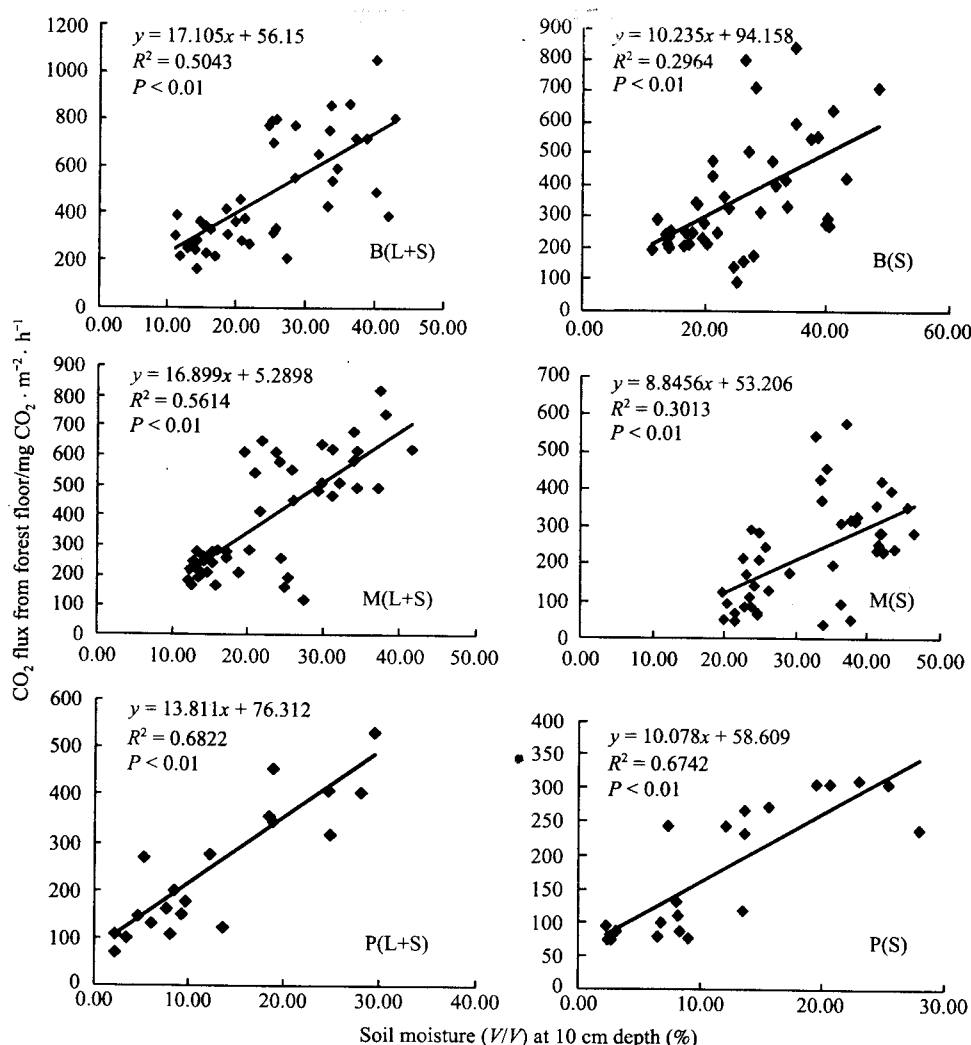 CO₂ flux from forest floor/mg CO₂ · m⁻² · h⁻¹
1200
1000
800
600
400
200
0
y = 17.105x + 56.15
R² = 0.5043
P < 0.01
B(L+S)
0.00 10.00 20.00 30.00 40.00 50.00
900
800
700
600
500
400
300
200
100
0
y = 10.235x + 94.158
R² = 0.2964
P < 0.01
B(S)
0.00 20.00 40.00 60.00
900
800
700
600
500
400
300
200
100
0
y = 16.899x + 5.2898
R² = 0.5614
P < 0.01
M(L+S)
0.00 10.00 20.00 30.00 40.00 50.00
700
600
500
400
300
200
100
0
y = 8.8456x + 53.206
R² = 0.3013
P < 0.01
M(S)
0.00 10.00 20.00 30.00 40.00 50.00
600
500
400
300
200
100
0
y = 13.811x + 76.312
R² = 0.6822
P < 0.01
P(L+S)
0.00 10.00 20.00 30.00 40.00
400
350
300
250
200
150
100
50
0
y = 10.078x + 58.609
R² = 0.6742
P < 0.01
P(S)
0.00 10.00 20.00 30.00
Soil moisture (V/V) at 10 cm depth (%)